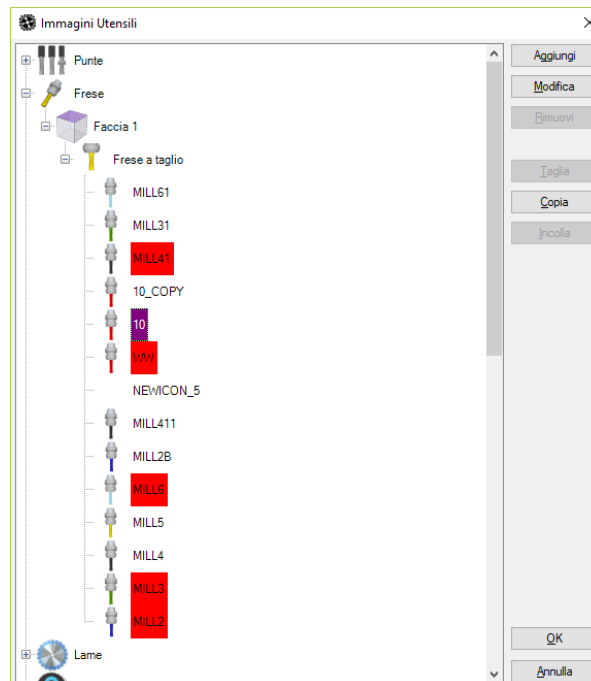 Immagini Utensili
Punte
Frese
Faccia 1
Frese a taglio
MILL61
MILL31
MILL41
10_COPY
10
WW
NEWICON_5
MILL411
MILL2B
MILL6
MILL5
MILL4
MILL3
MILL2
Lame
Aggiungi
Modifica
Rimuovi
Taglia
Copia
Incolla
OK
Annulla